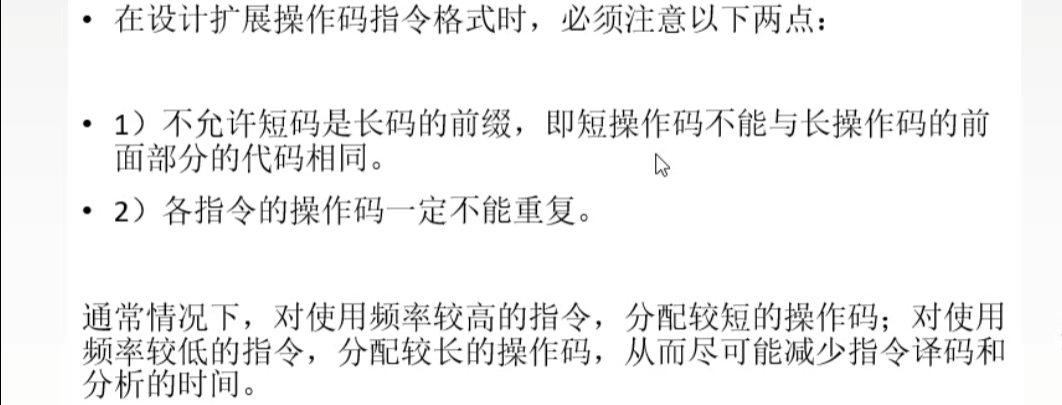 • 在设计扩展操作码指令格式时，必须注意以下两点：
• 1）不允许短码是长码的前缀，即短操作码不能与长操作码的前
面部分的代码相同。
• 2）各指令的操作码一定不能重复。
通常情况下，对使用频率较高的指令，分配较短的操作码；对使用
频率较低的指令，分配较长的操作码，从而尽可能减少指令译码和
分析的时间。